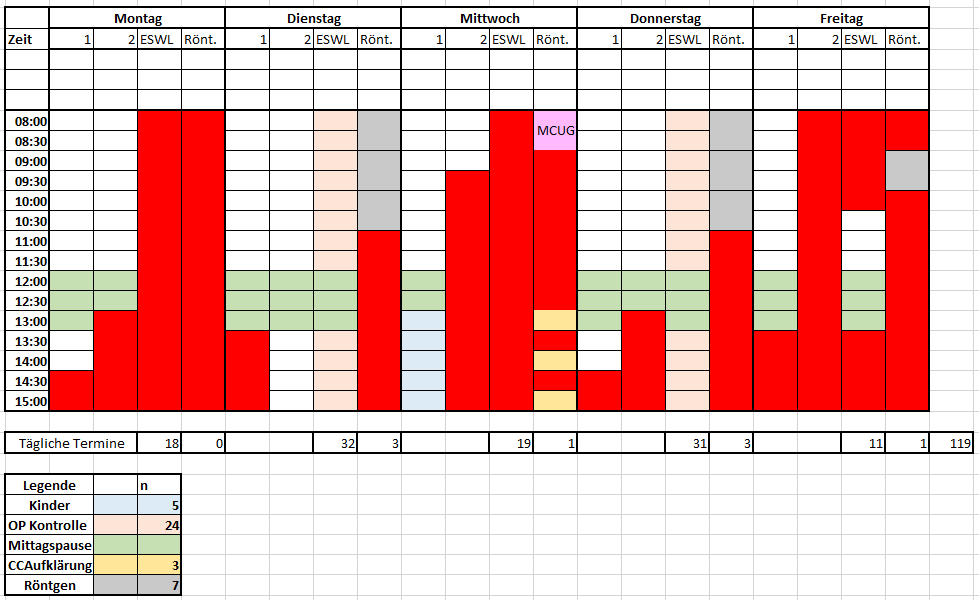 Montag Dienstag Mittwoch Donnerstag Freitag
Zeit 1 2 ESWL Rönt. 1 2 ESWL Rönt. 1 2 ESWL Rönt. 1 2 ESWL Rönt. 1 2 ESWL Rönt.
08:00
MCUG
08:30
09:00
09:30
10:00
10:30
11:00
11:30
12:00
12:30
13:00
13:30
14:00
14:30
15:00
Tägliche Termine 18 0 32 3 19 1 31 3 11 1 119
Legende n
Kinder 5
OP Kontrolle 24
Mittagspause
CCAufklärung 3
Röntgen 7